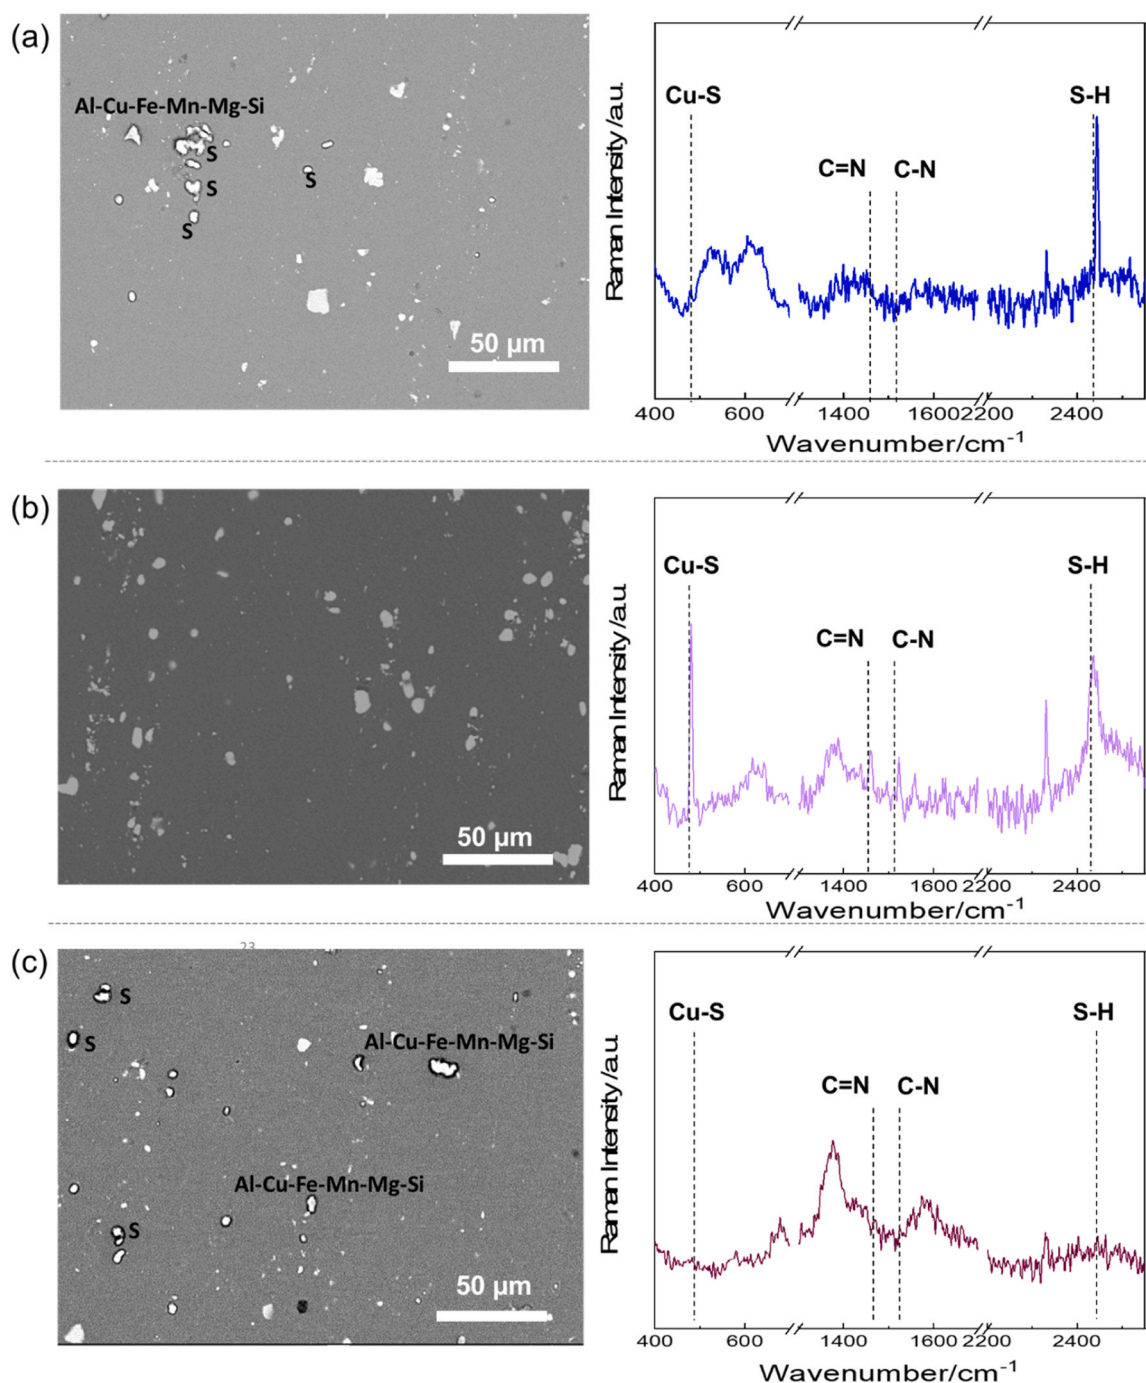 (a)
Al-Cu-Fe-Mn-Mg-Si
S
S
S
S
50 µm
Raman Intensity/a.u.
Cu-S
C=N
C-N
S-H
400 600 1400 1600 2200 2400
Wavenumber/cm⁻¹
(b)
50 µm
Raman Intensity/a.u.
Cu-S
C=N
C-N
S-H
400 600 1400 1600 2200 2400
Wavenumber/cm⁻¹
(c)
23
S
S
Al-Cu-Fe-Mn-Mg-Si
Al-Cu-Fe-Mn-Mg-Si
S
50 µm
Raman Intensity/a.u.
Cu-S
C=N
C-N
S-H
400 600 1400 1600 2200 2400
Wavenumber/cm⁻¹